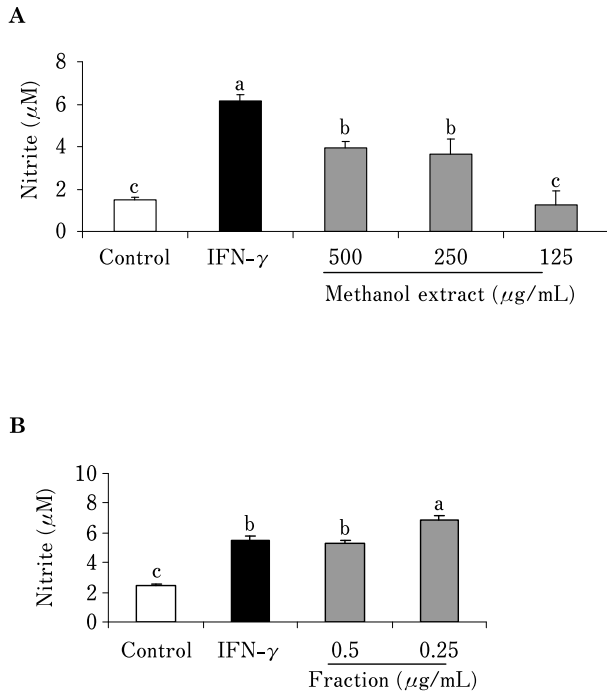 A
Nitrite (μM)
8
6
4
2
0
c
a
b
b
c
Control IFN-γ 500 250 125
Methanol extract (μg/mL)
B
Nitrite (μM)
10
8
6
4
2
0
c
b
b
a
Control IFN-γ 0.5 0.25
Fraction (μg/mL)